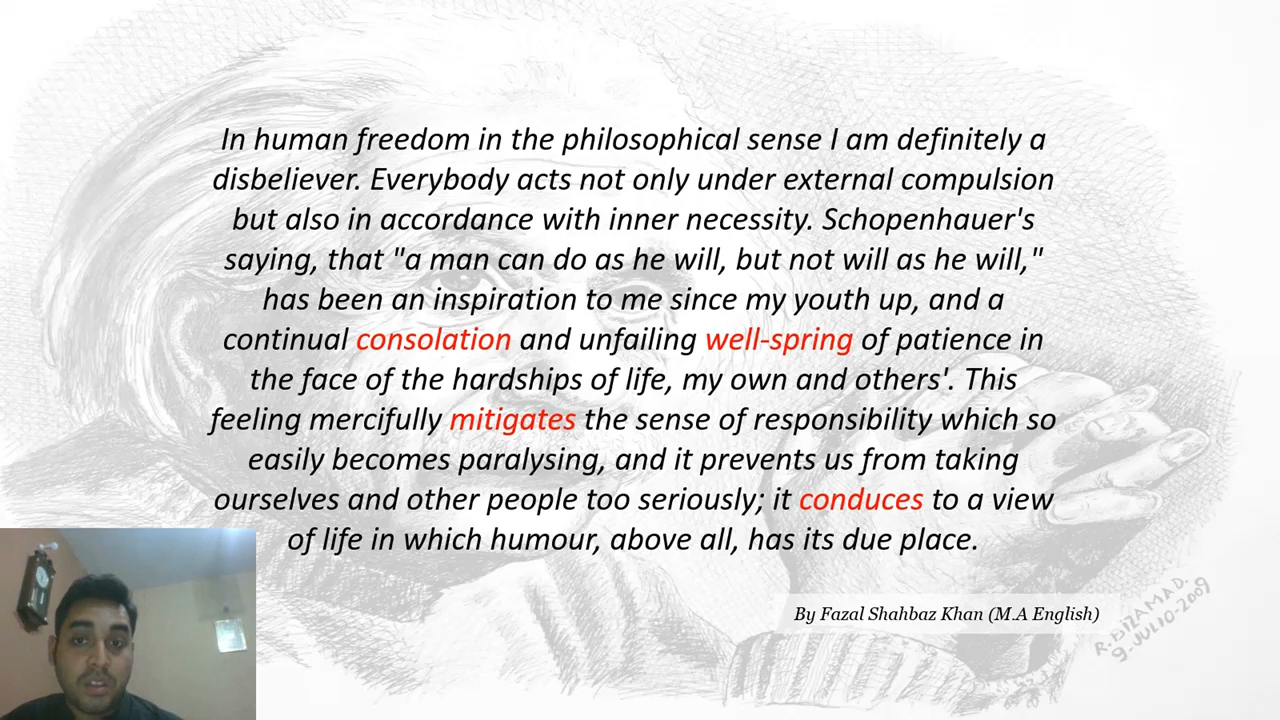 In human freedom in the philosophical sense I am definitely a
disbeliever. Everybody acts not only under external compulsion
but also in accordance with inner necessity. Schopenhauer's
saying, that "a man can do as he will, but not will as he will,"
has been an inspiration to me since my youth up, and a
continual consolation and unfailing well-spring of patience in
the face of the hardships of life, my own and others'. This
feeling mercifully mitigates the sense of responsibility which so
easily becomes paralysing, and it prevents us from taking
ourselves and other people too seriously; it conduces to a view
of life in which humour, above all, has its due place.
By Fazal Shahbaz Khan (M.A English)
9-JULIO-2009